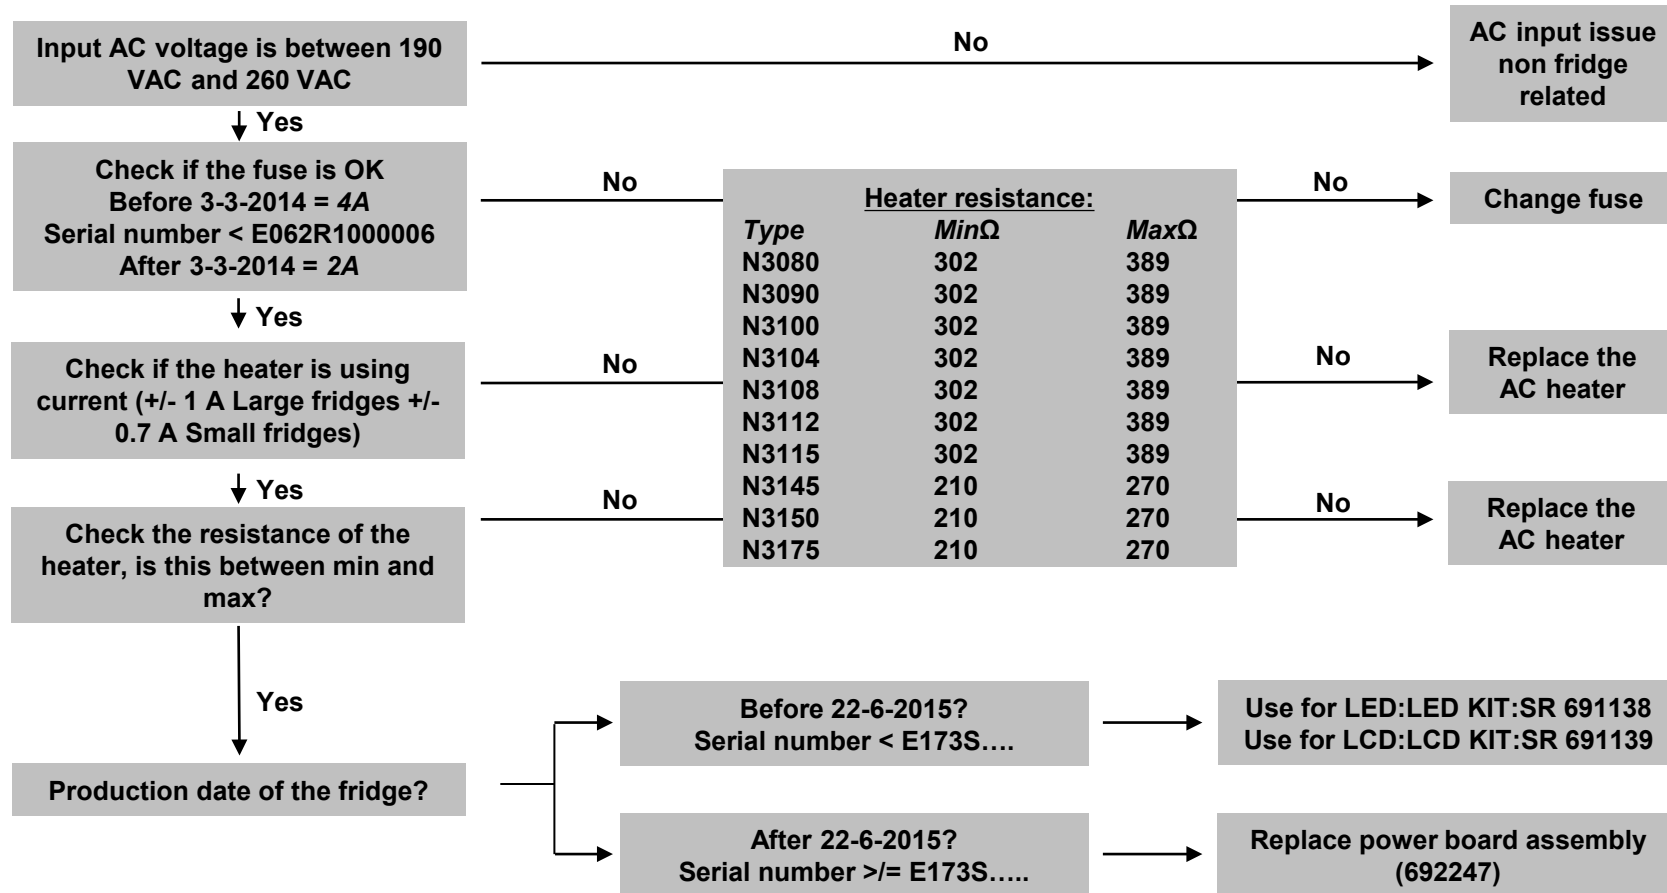 Input AC voltage is between 190
VAC and 260 VAC
No
AC input issue
non fridge
related
Yes
Check if the fuse is OK
Before 3-3-2014 = 4A
Serial number < E062R1000006
After 3-3-2014 = 2A
No
No
Change fuse
Heater resistance:
Type MinΩ MaxΩ
N3080 302 389
N3090 302 389
N3100 302 389
N3104 302 389
N3108 302 389
N3112 302 389
N3115 302 389
N3145 210 270
N3150 210 270
N3175 210 270
Yes
Check if the heater is using
current (+/- 1 A Large fridges +/-
0.7 A Small fridges)
No
No
Replace the
AC heater
Yes
Check the resistance of the
heater, is this between min and
max?
No
No
Replace the
AC heater
Yes
Production date of the fridge?
Before 22-6-2015?
Serial number < E173S….
Use for LED:LED KIT:SR 691138
Use for LCD:LCD KIT:SR 691139
After 22-6-2015?
Serial number >/= E173S…..
Replace power board assembly
(692247)